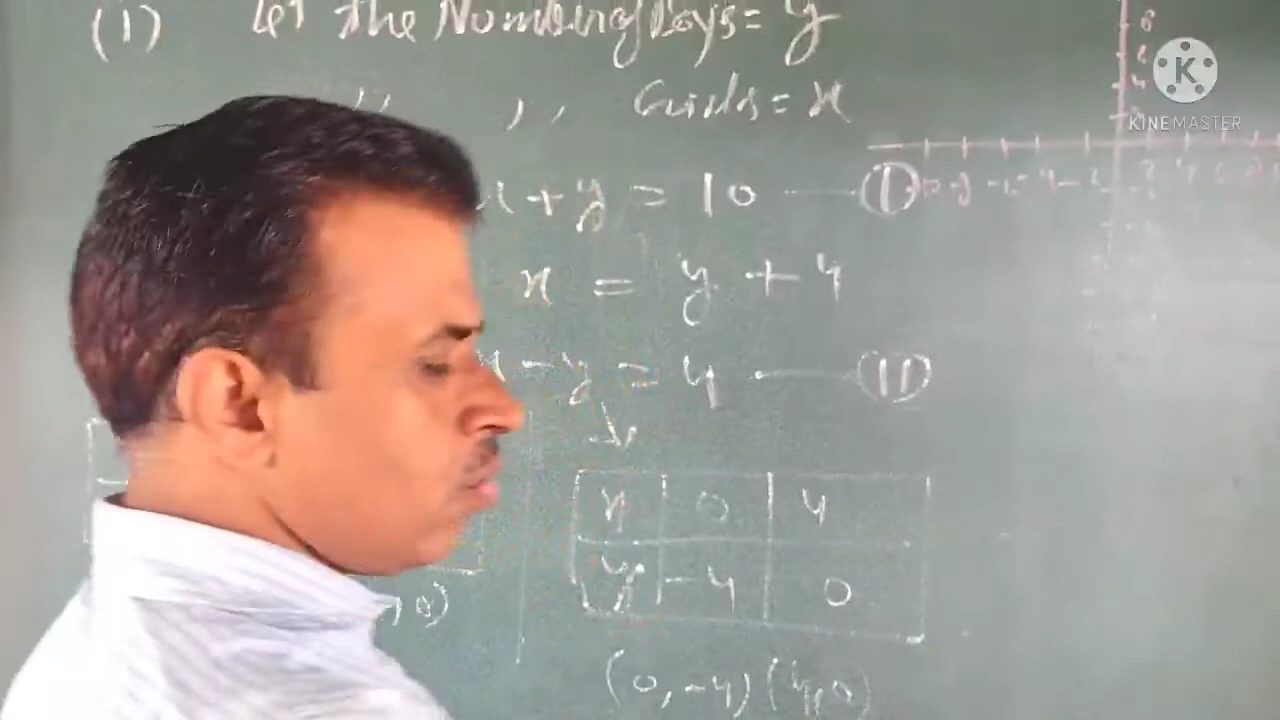 (i) Let the Number of Boys = y
,, ,, Girls = x
x + y = 10 — (I)
x = y + 4
x - y = 4 — (II)
x 0 4
y -4 0
(0, -4) (4, 0)
K
KINEMASTER